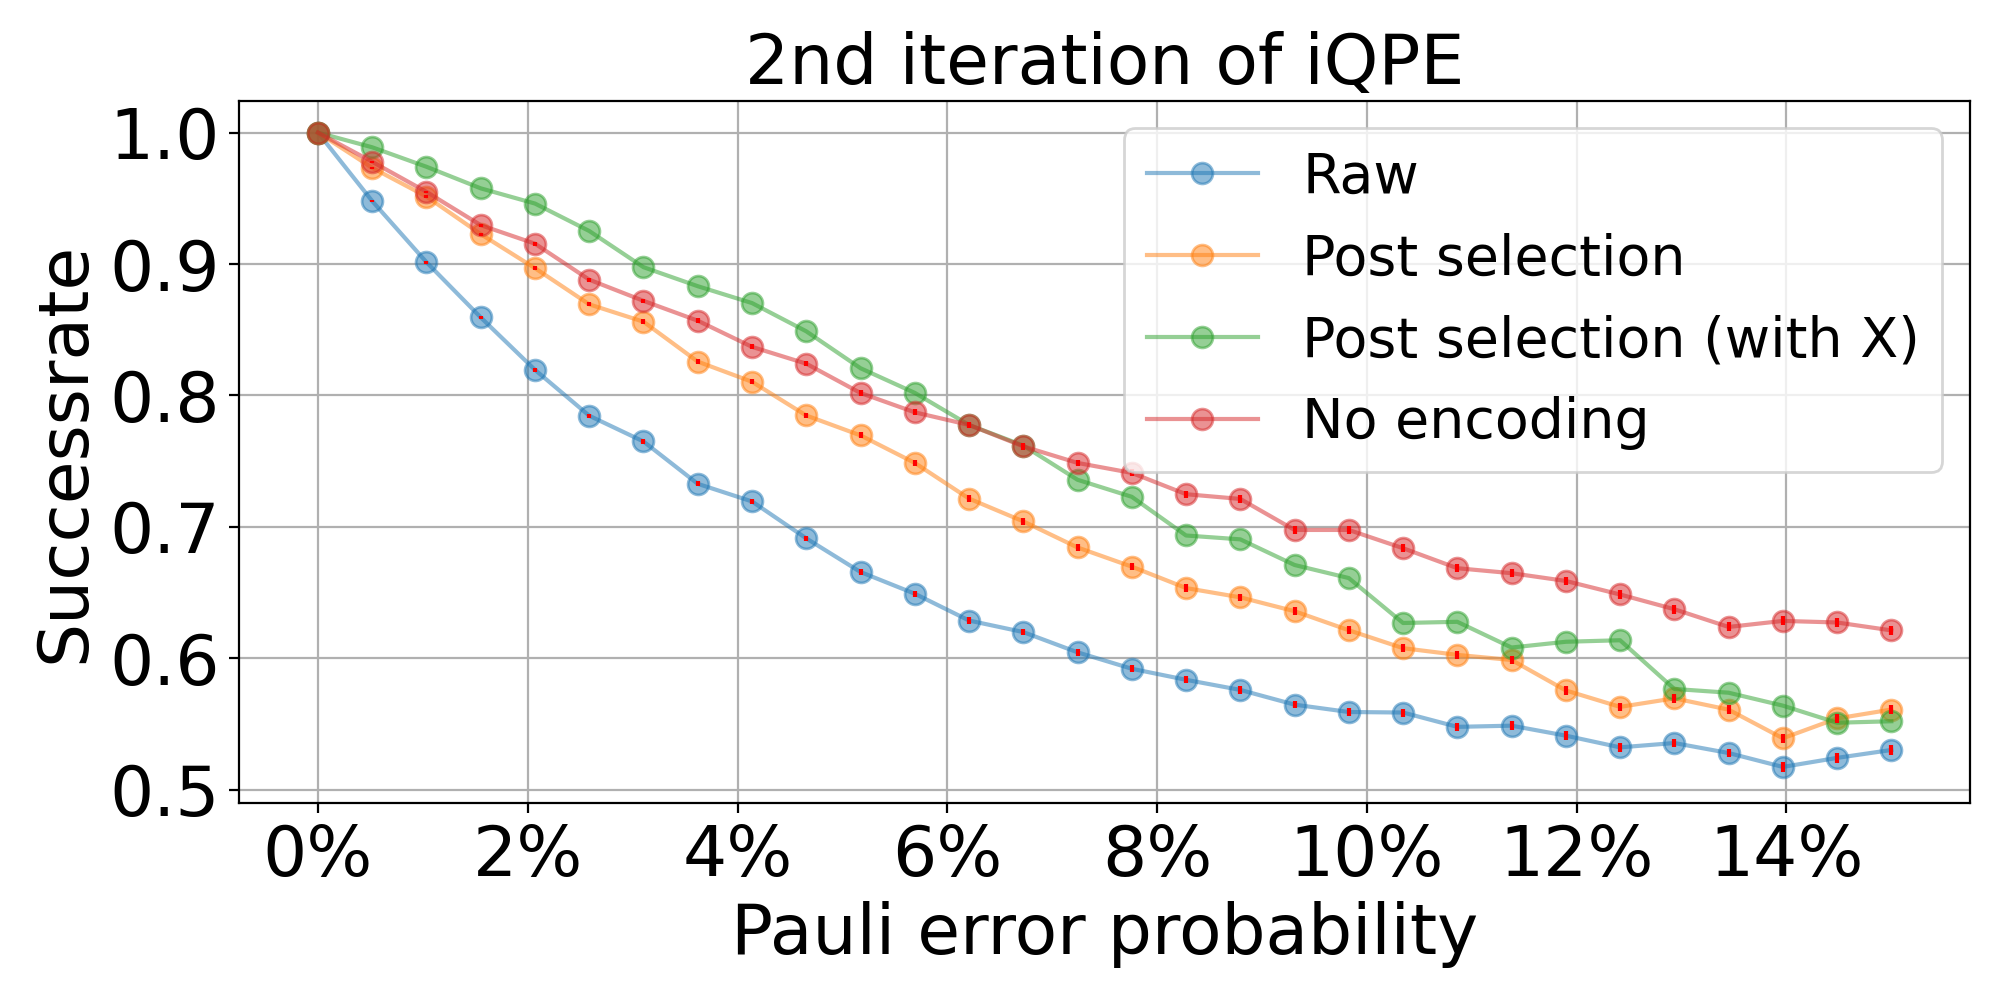 2nd iteration of iQPE
Successrate
1.0
0.9
0.8
0.7
0.6
0.5
Raw
Post selection
Post selection (with X)
No encoding
0% 2% 4% 6% 8% 10% 12% 14%
Pauli error probability